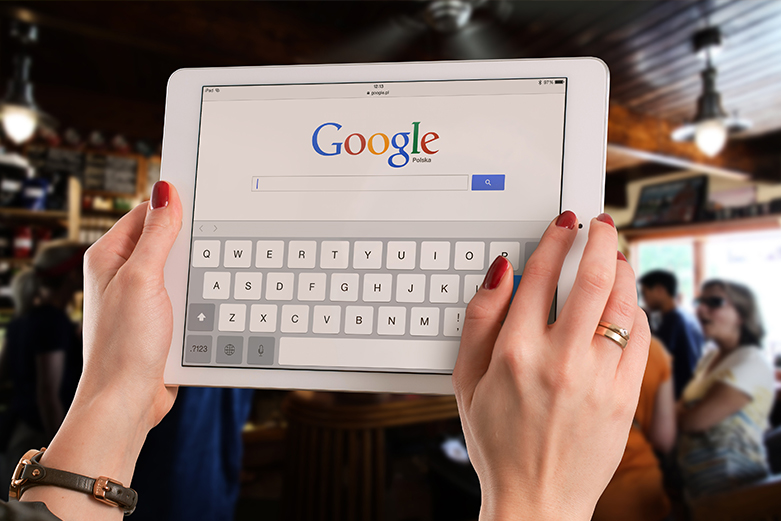 iPad 12:13 97%
google.pl
Google
Polska
Q W E R T Y U I O P
A S D F G H J K
Z X C V B N M !
.?123